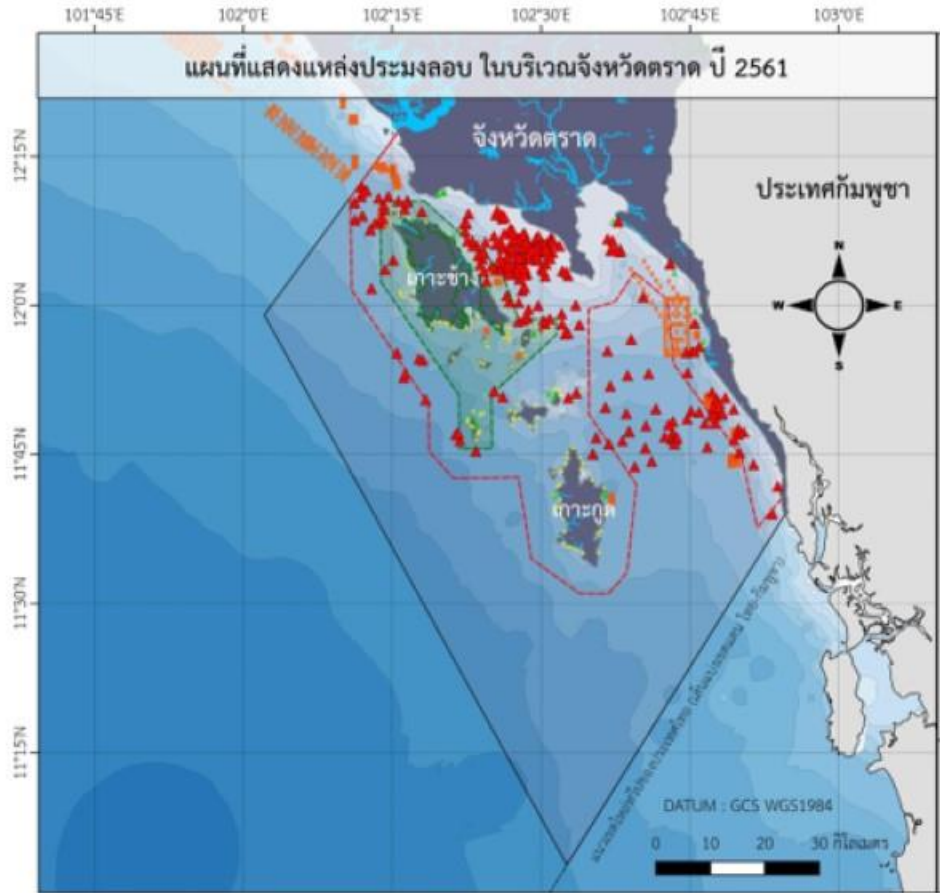 101°45'E 102°0'E 102°15'E 102°30'E 102°45'E 103°0'E
แผนที่แสดงแหล่งประมงลอบ ในบริเวณจังหวัดตราด ปี 2561
จังหวัดตราด
12°15'N
ประเทศกัมพูชา
N
เกาะช้าง
12°0'N
W E
S
11°45'N
เกาะกูด
11°30'N
11°15'N
DATUM : GCS WGS1984
0 10 20 30 กิโลเมตร